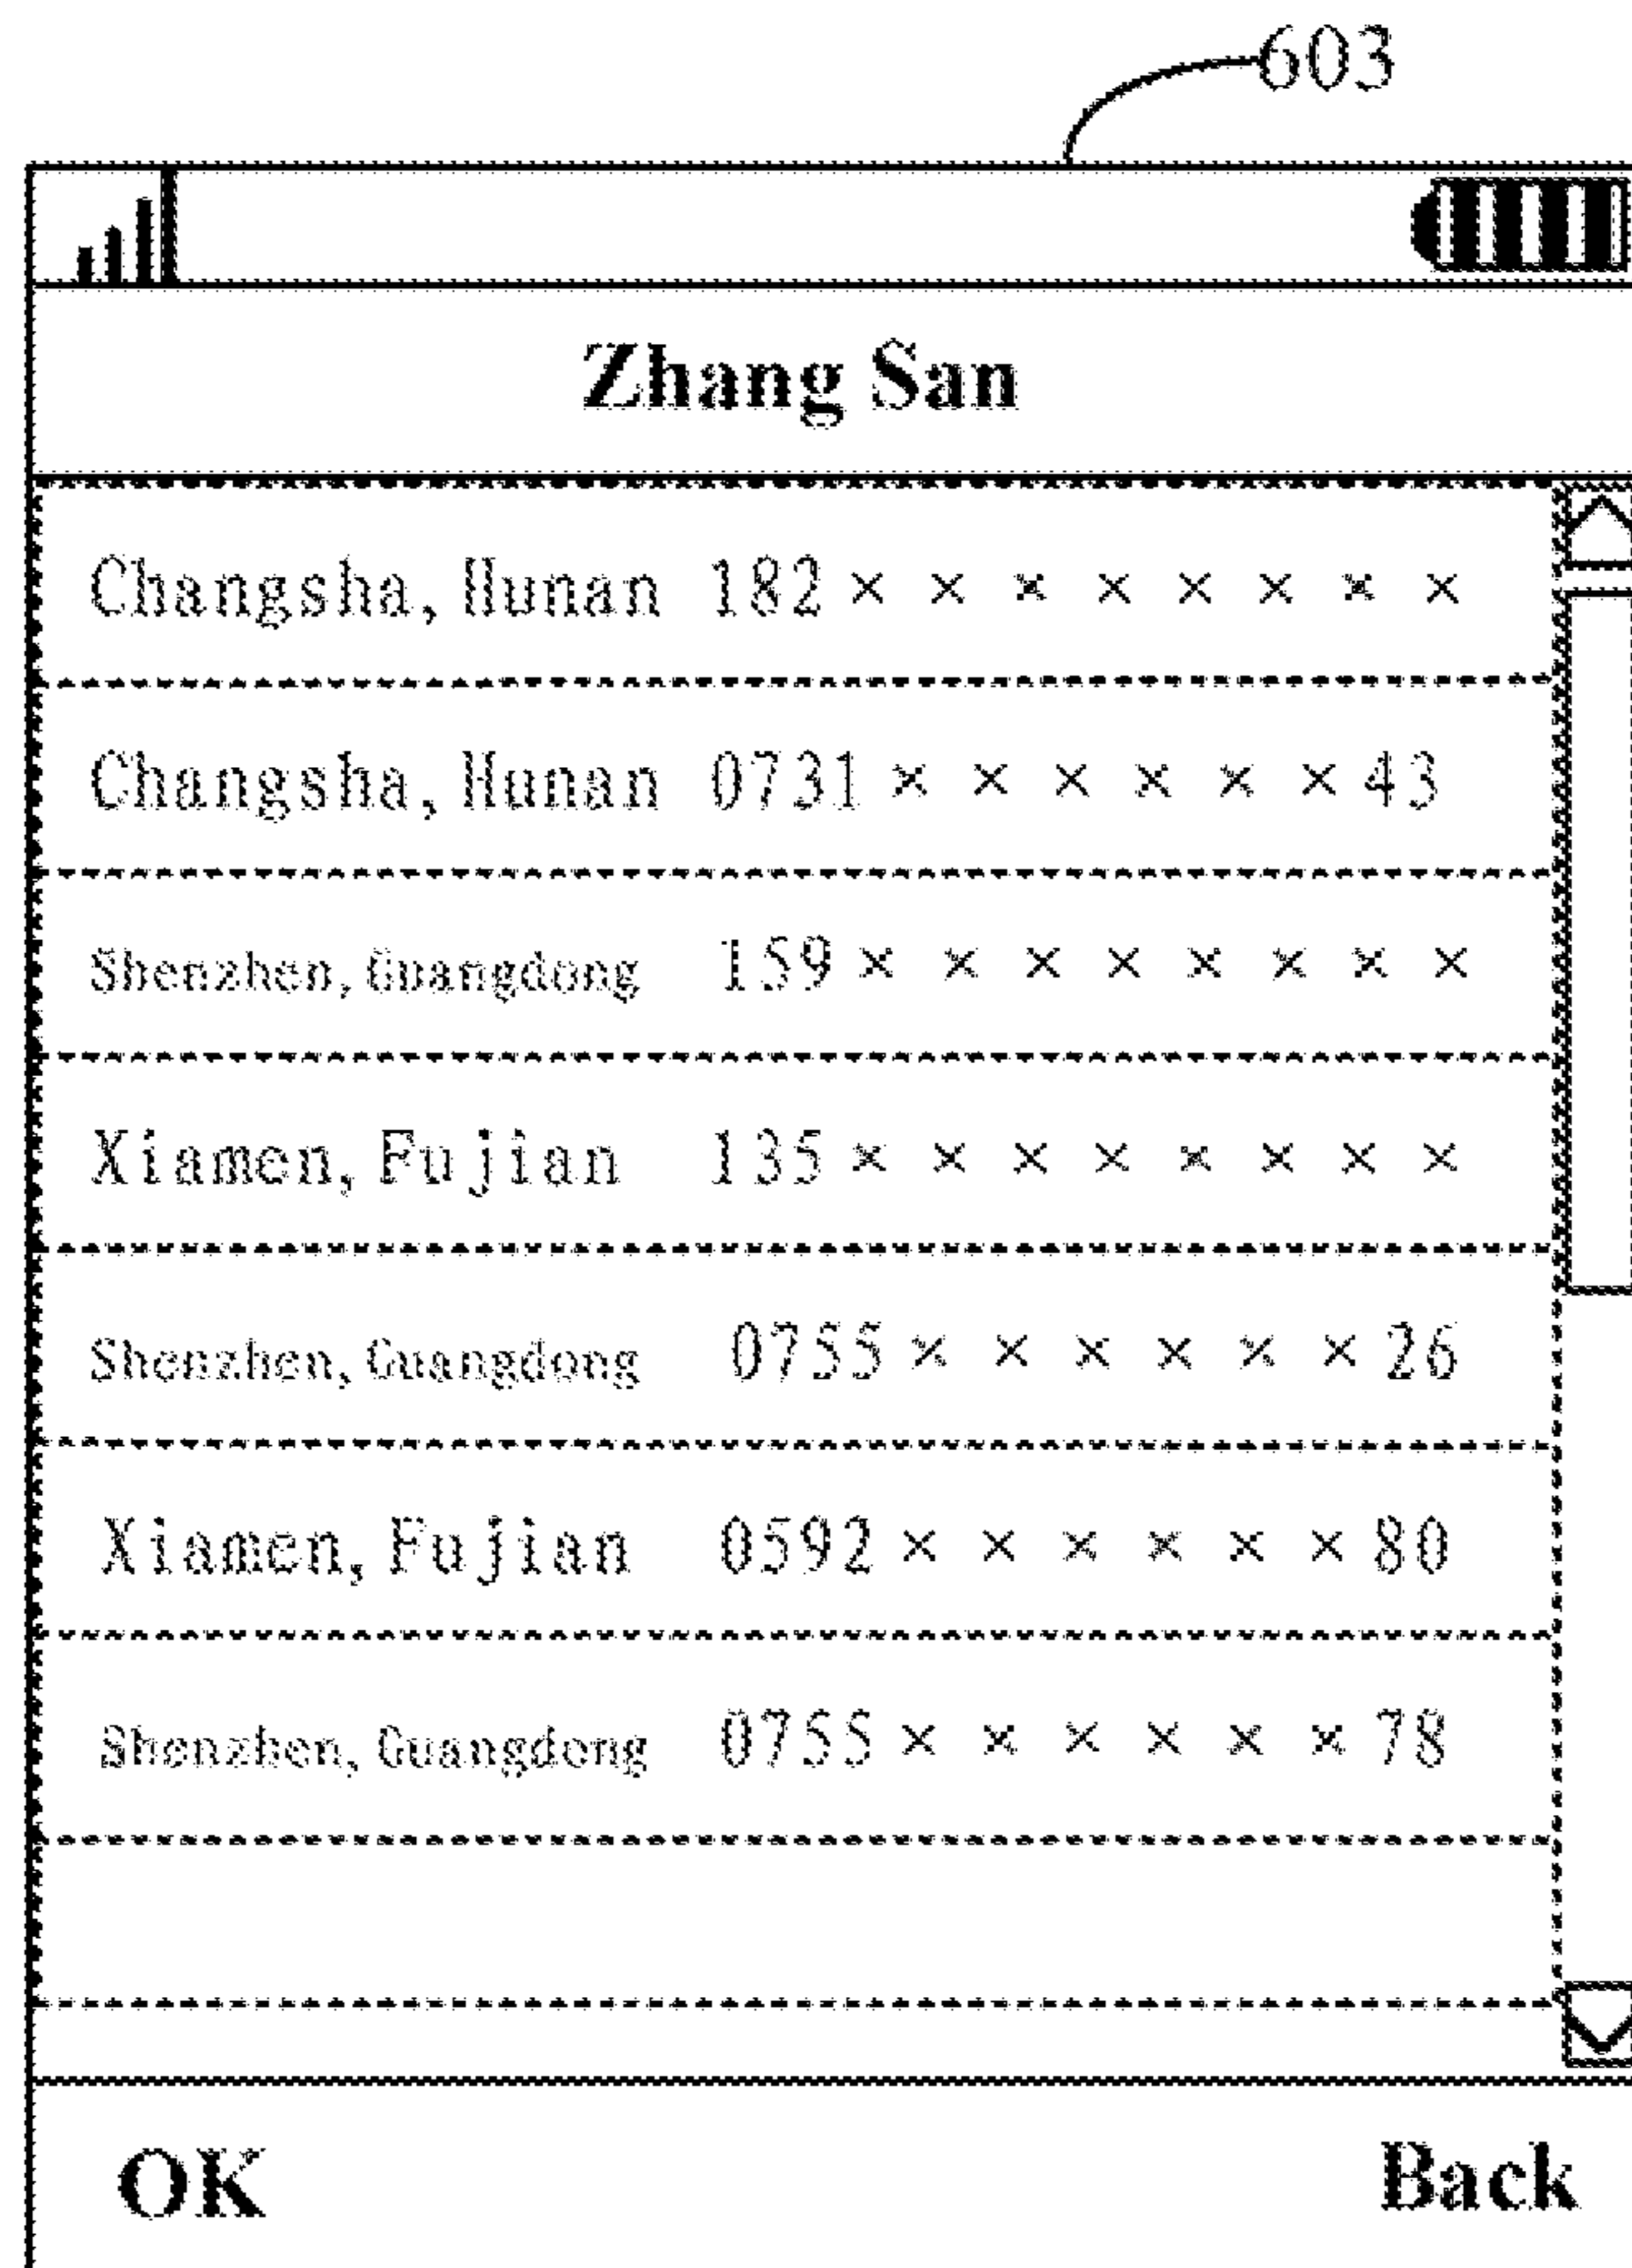 603
Zhang San
Changsha, Hunan 182× × × × × × × ×
Changsha, Hunan 0731× × × × × ×43
Shenzhen, Guangdong 159× × × × × × × ×
Xiamen, Fujian 135× × × × × × × ×
Shenzhen, Guangdong 0755× × × × × ×26
Xiamen, Fujian 0592× × × × × ×80
Shenzhen, Guangdong 0755× × × × × ×78
OK Back